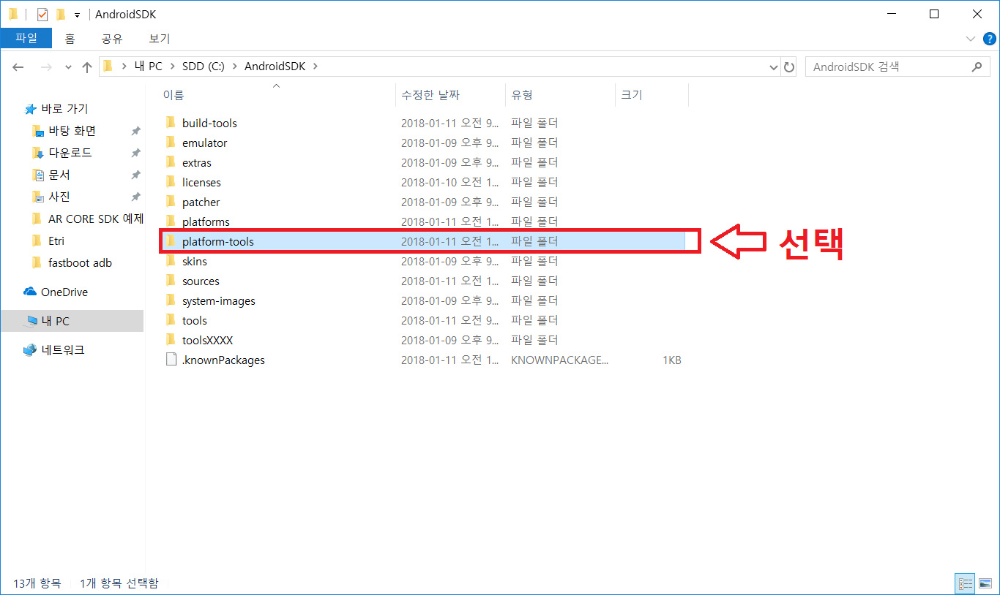 AndroidSDK
파일 홈 공유 보기
내 PC SDD (C:) AndroidSDK
AndroidSDK 검색
이름 수정한 날짜 유형 크기
바로 가기
바탕 화면
다운로드
문서
사진
AR CORE SDK 예제
Etri
fastboot adb
OneDrive
내 PC
네트워크
build-tools 2018-01-11 오전 9... 파일 폴더
emulator 2018-01-09 오후 9... 파일 폴더
extras 2018-01-09 오후 9... 파일 폴더
licenses 2018-01-10 오전 1... 파일 폴더
patcher 2018-01-09 오후 9... 파일 폴더
platforms 2018-01-11 오전 1... 파일 폴더
platform-tools 2018-01-11 오전 1... 파일 폴더
선택
skins 2018-01-09 오후 9... 파일 폴더
sources 2018-01-11 오전 1... 파일 폴더
system-images 2018-01-09 오후 9... 파일 폴더
tools 2018-01-11 오전 9... 파일 폴더
toolsXXXX 2018-01-09 오후 9... 파일 폴더
.knownPackages 2018-01-11 오전 1... KNOWNPACKAGE... 1KB
13개 항목 1개 항목 선택함